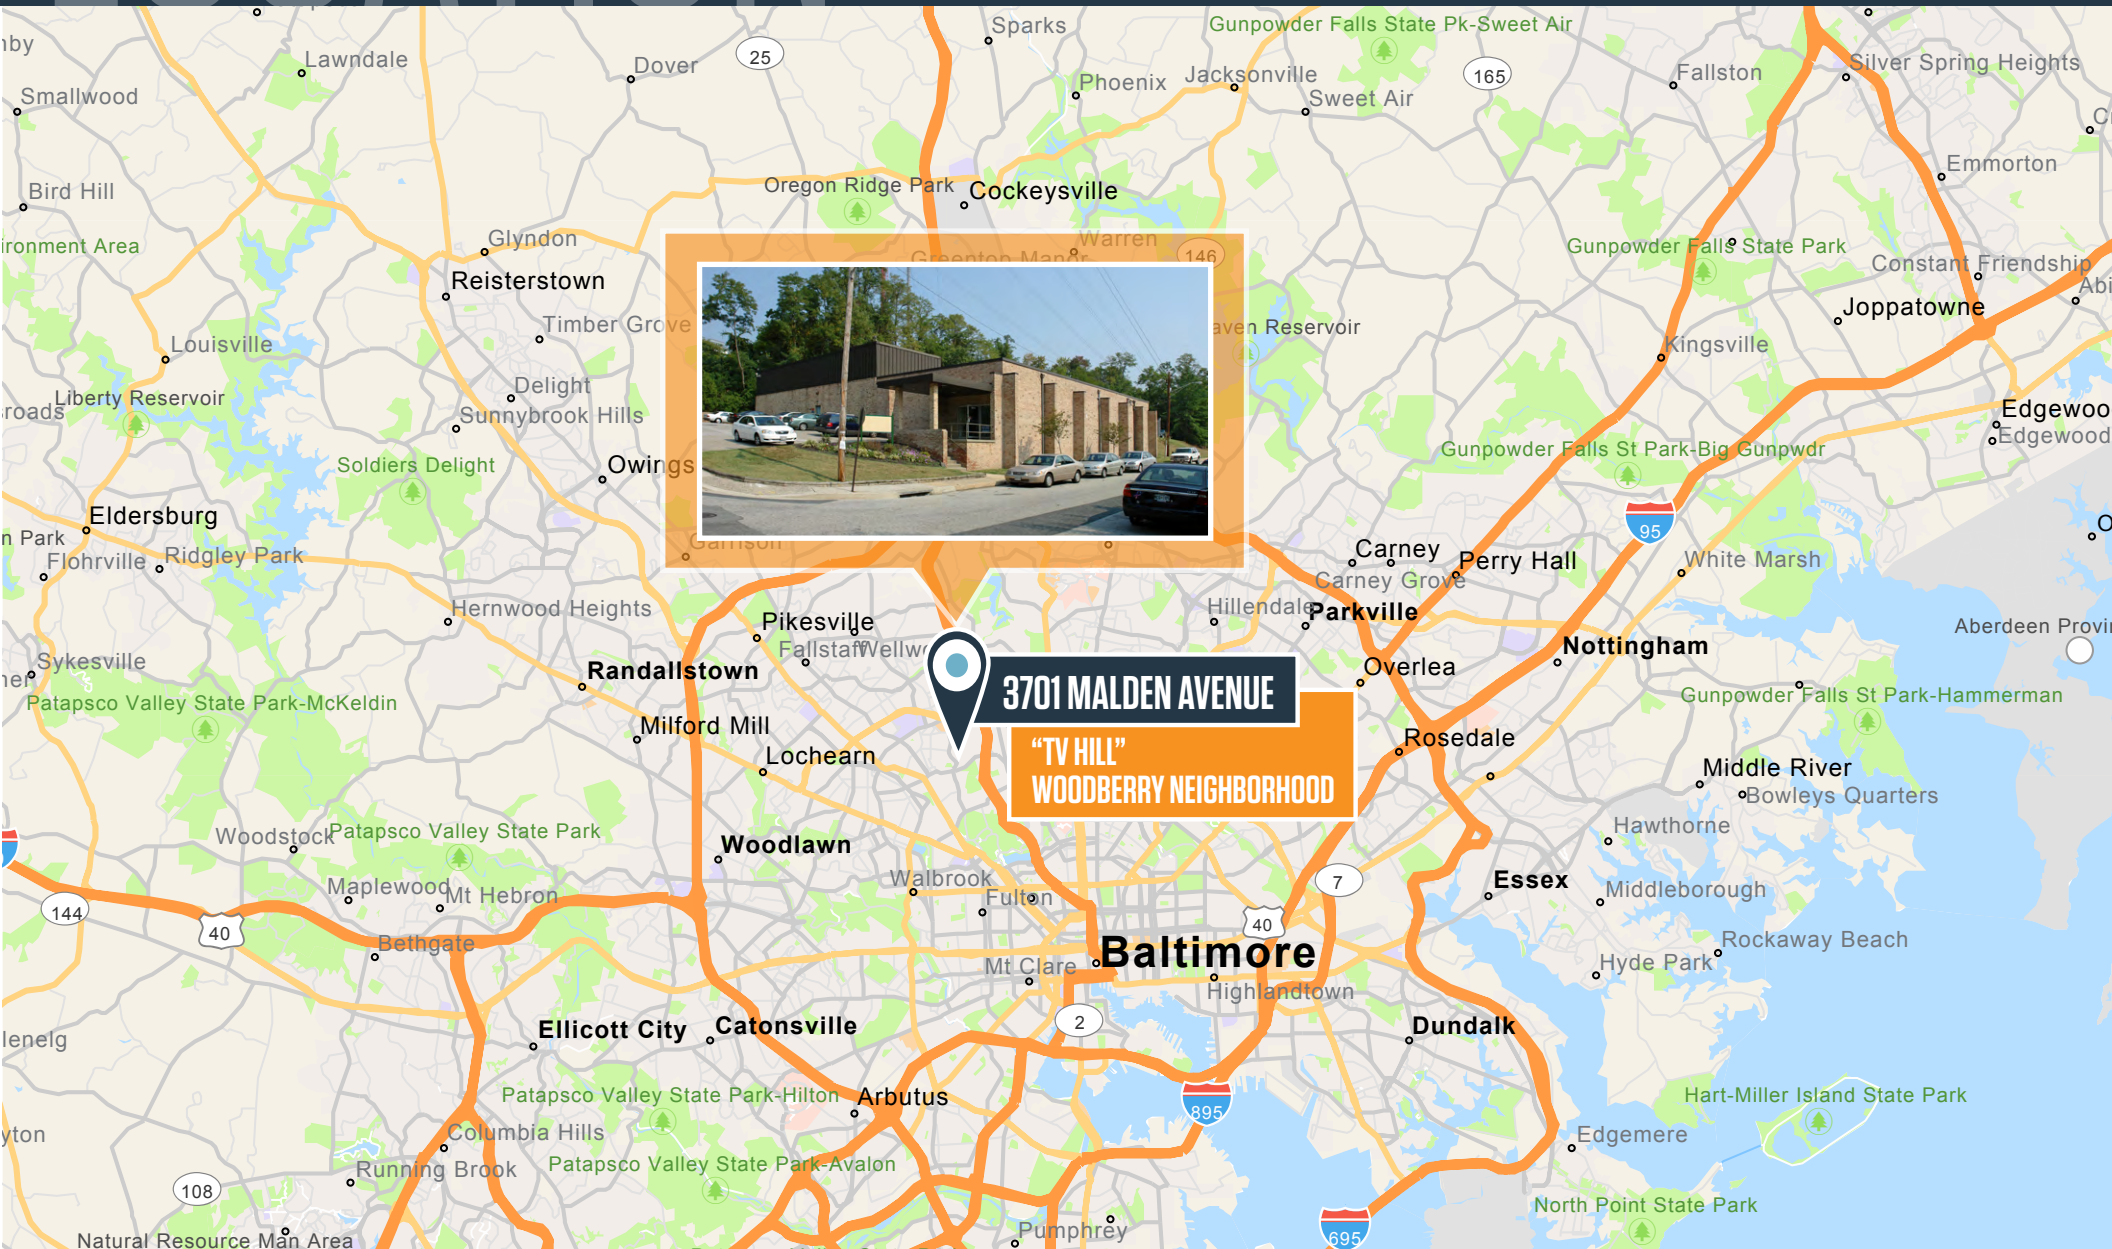 Sparks
Gunpowder Falls State Pk-Sweet Air
Lawndale
25
Dover
Phoenix
Jacksonville
165
Fallston
Silver Spring Heights
Smallwood
Sweet Air
Emmorton
Bird Hill
Oregon Ridge Park
Cockeysville
Glyndon
Warren
146
Greentop Manor
Gunpowder Falls State Park
Constant Friendship
Reisterstown
Joppatowne
Timber Grove
Louisville
Kingsville
Delight
Liberty Reservoir
Sunnybrook Hills
Gunpowder Falls St Park-Big Gunpwdr
Edgewood
Soldiers Delight
Owings
Eldersburg
95
Flohrville
Ridgley Park
Garrison
Carney
Perry Hall
White Marsh
Carney Grove
Hernwood Heights
Hillendale
Parkville
Pikesville
Fallstaff
Nottingham
Sykesville
Randallstown
Overlea
3701 MALDEN AVENUE
Patapsco Valley State Park-McKeldin
Gunpowder Falls St Park-Hammerman
Milford Mill
Rosedale
Lochearn
“TV HILL”
WOODBERRY NEIGHBORHOOD
Middle River
Bowleys Quarters
Woodstock
Patapsco Valley State Park
Hawthorne
Woodlawn
Walbrook
Fulton
7
Essex
Maplewood
Mt Hebron
Middleborough
144
40
40
Bethgate
Baltimore
Rockaway Beach
Mt Clare
Hyde Park
Highlandtown
2
Ellicott City
Catonsville
Dundalk
Patapsco Valley State Park-Hilton
Arbutus
895
Hart-Miller Island State Park
Columbia Hills
Edgemere
Running Brook
Patapsco Valley State Park-Avalon
108
North Point State Park
Natural Resource Man Area
Pumphrey
695